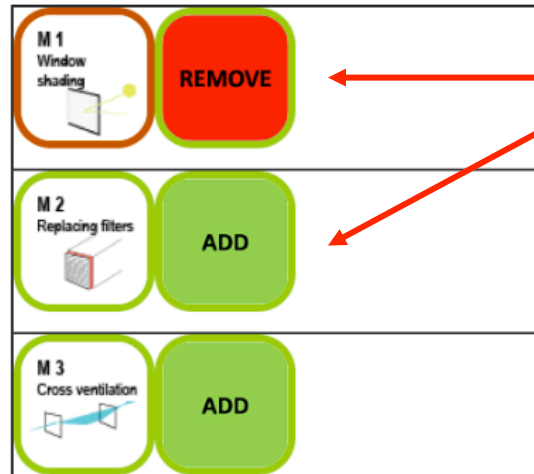 M 1
Window
shading
REMOVE
M 2
Replacing filters
ADD
M 3
Cross ventilation
ADD